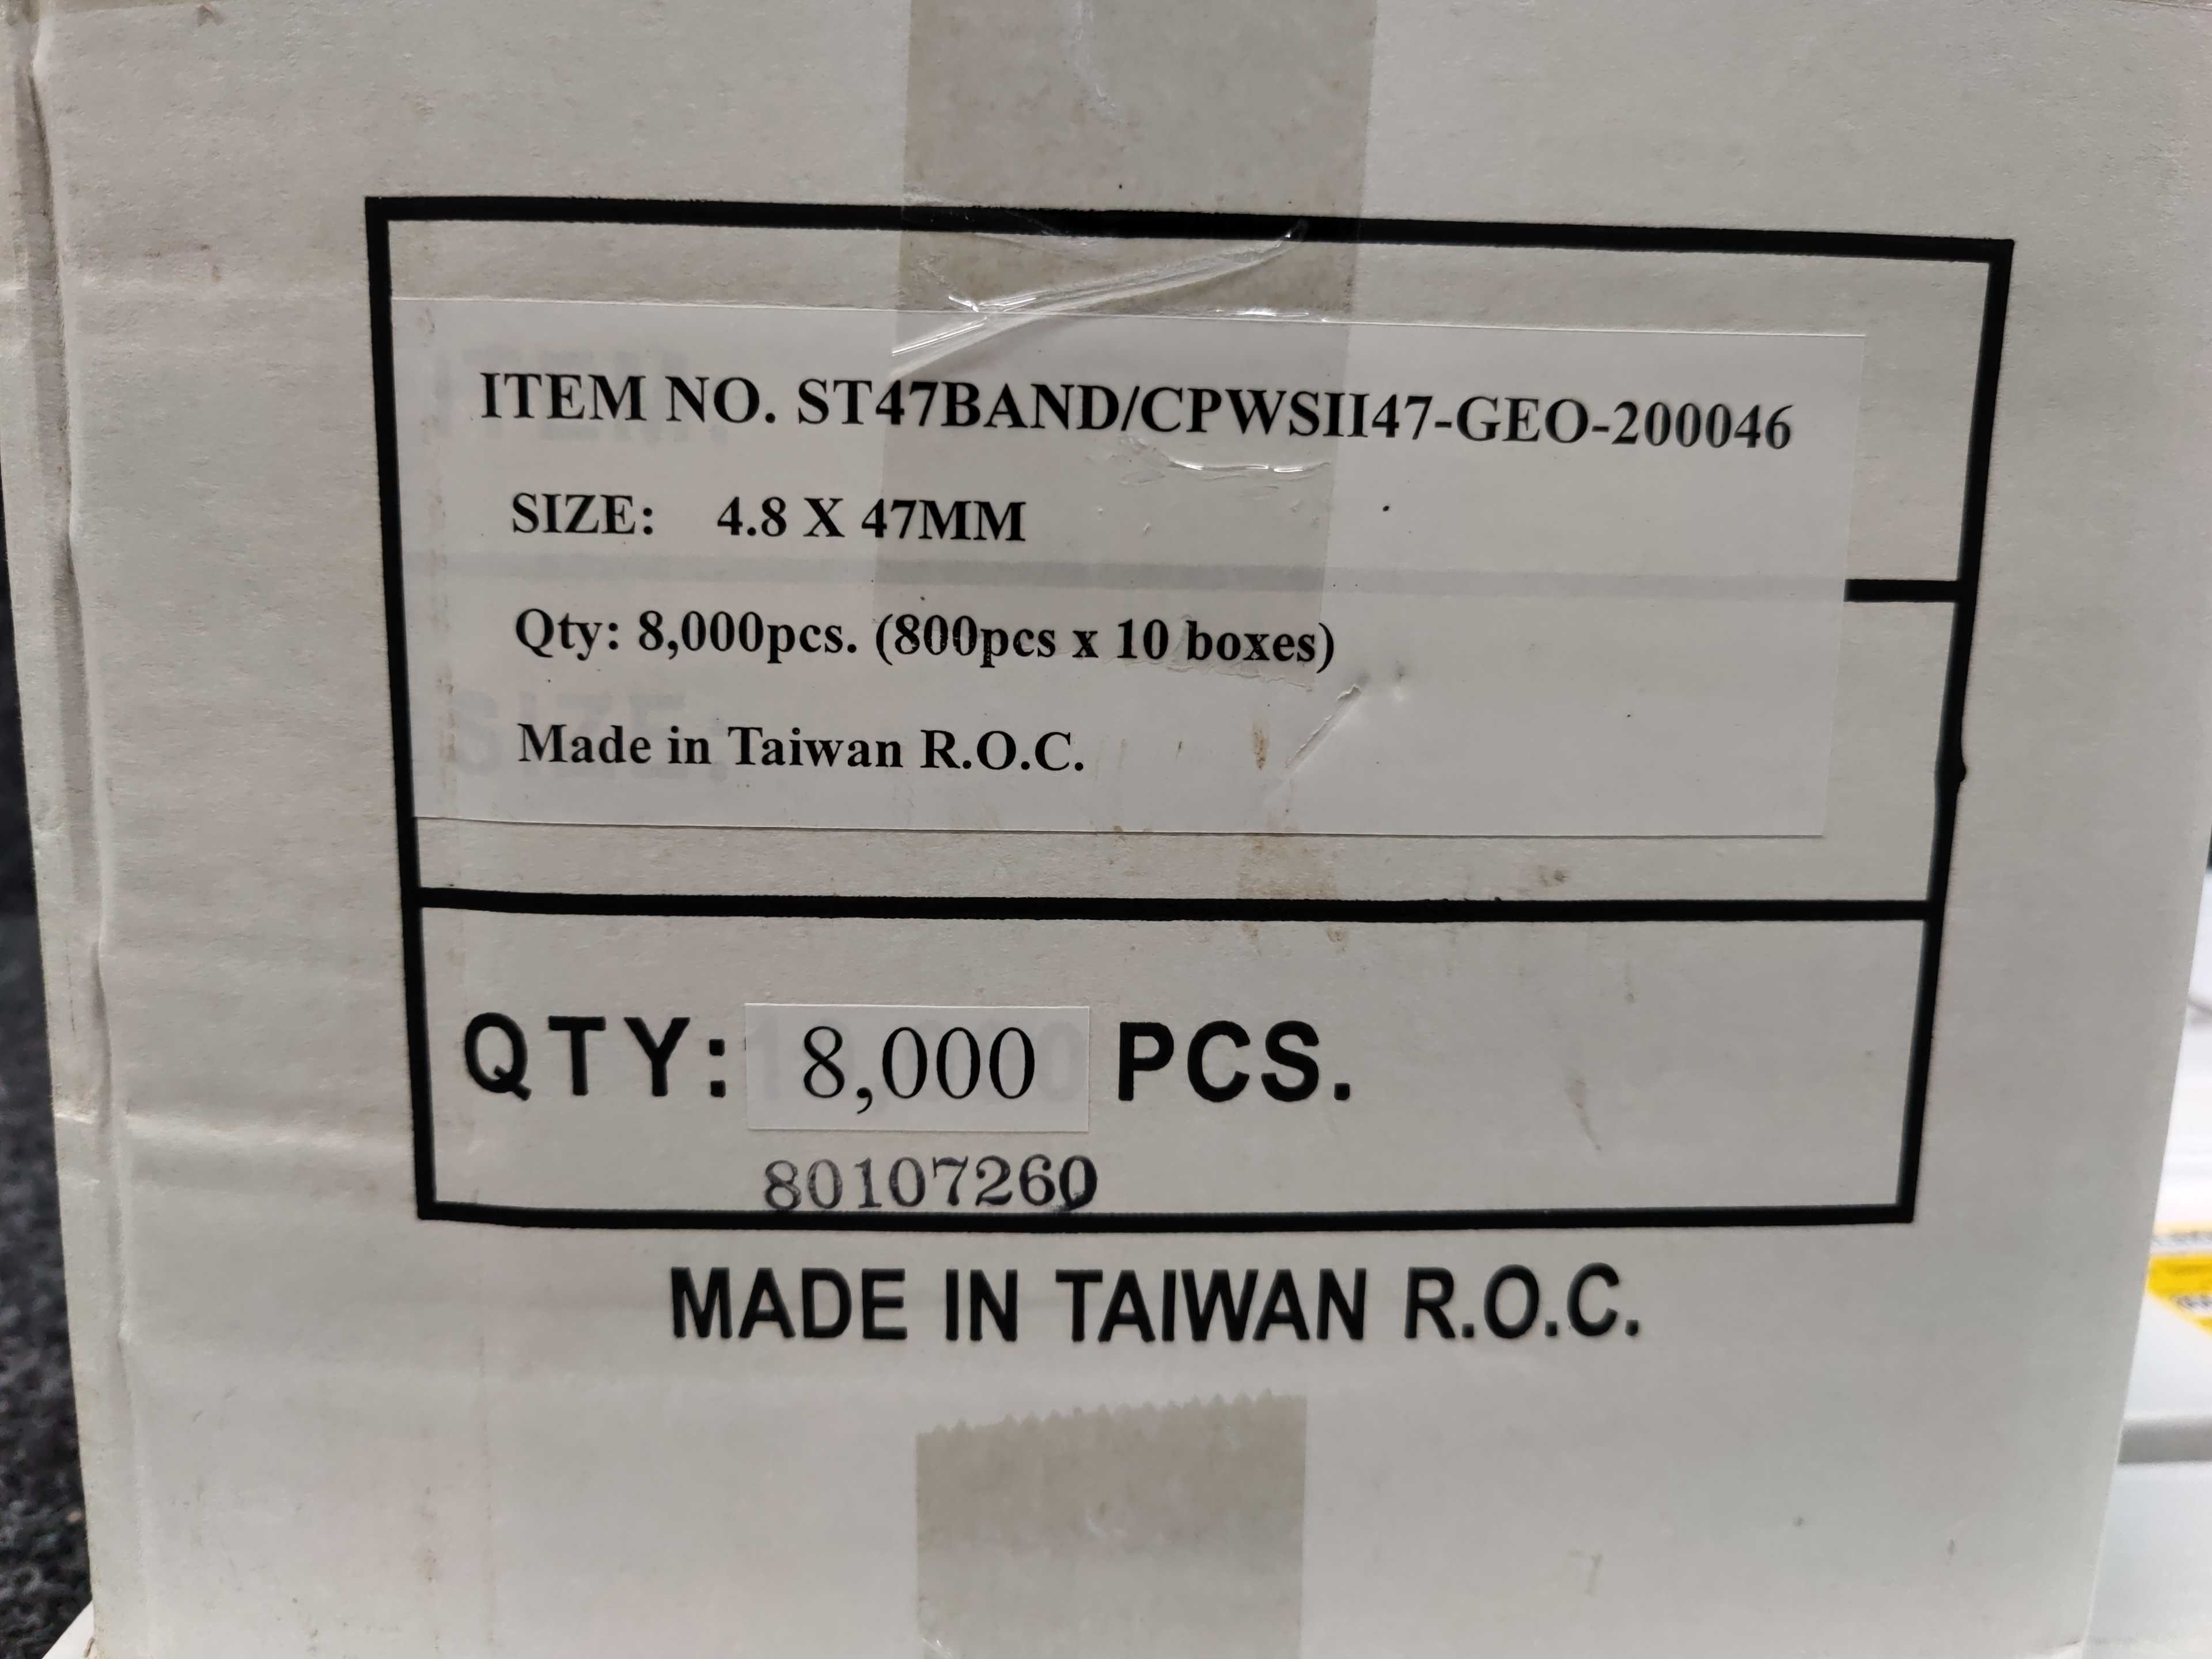 ITEM NO. ST47BAND/CPWSII47-GEO-200046
SIZE: 4.8 X 47MM
Qty: 8,000pcs. (800pcs x 10 boxes)
Made in Taiwan R.O.C.
QTY: 8,000 PCS.
80107260
MADE IN TAIWAN R.O.C.